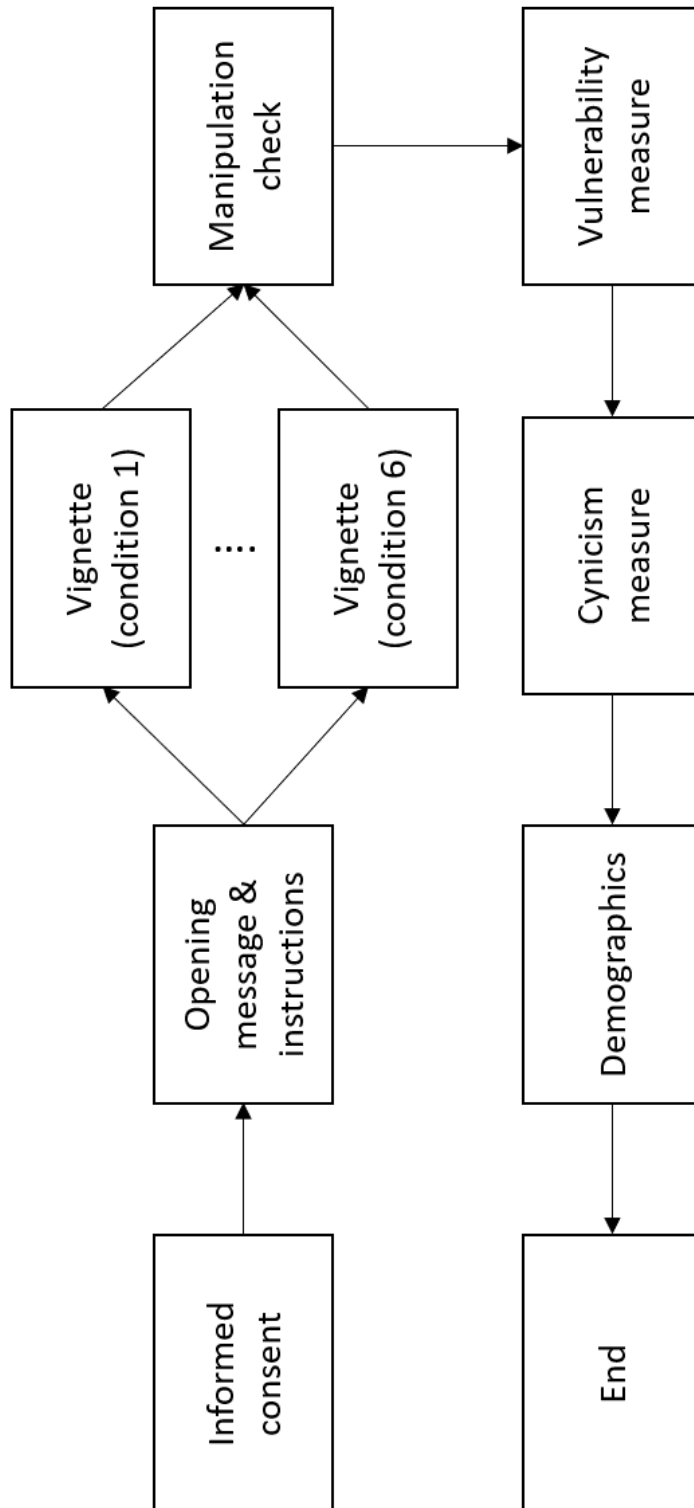 Informed
consent
Opening
message &
instructions
Vignette
(condition 1)
....
Vignette
(condition 6)
Manipulation
check
Vulnerability
measure
Cynicism
measure
Demographics
End